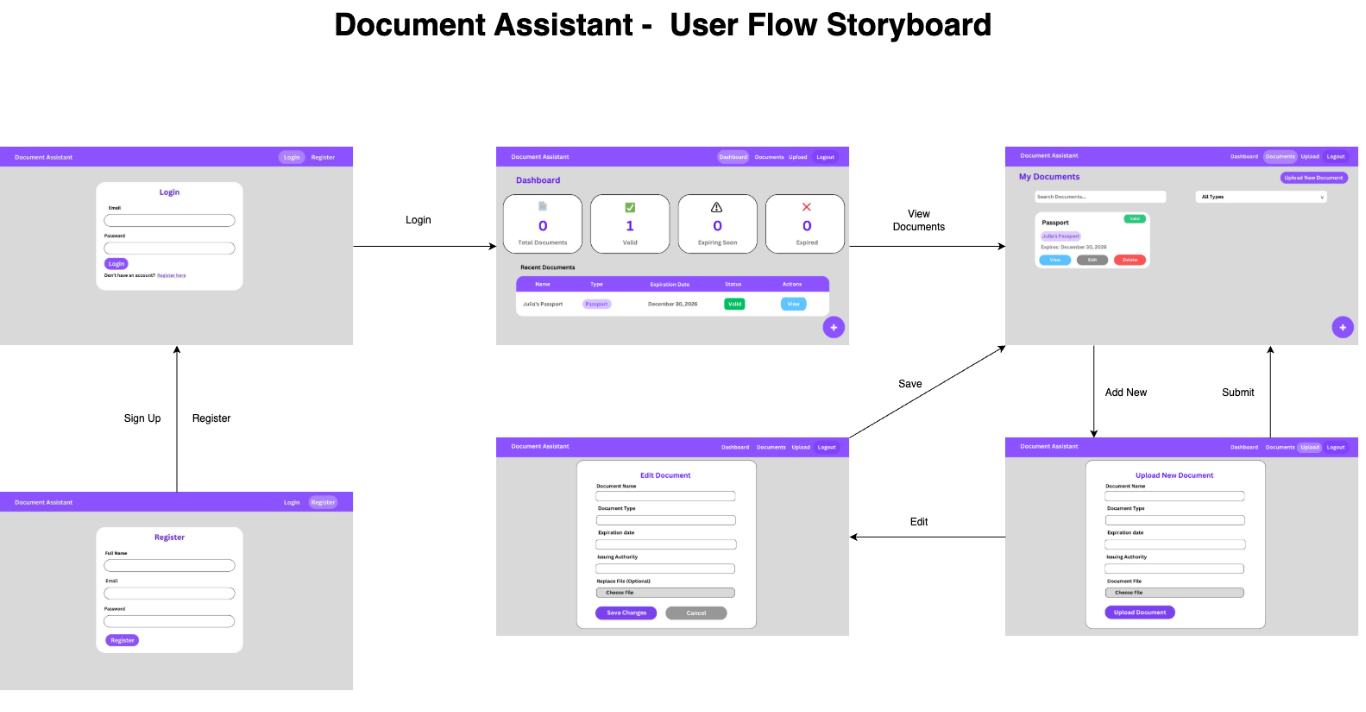 Document Assistant - User Flow Storyboard
Document Assistant Login Register
Login
Email
Password
Login
Don't have an account? Register here
Login
Document Assistant Dashboard Documents Upload Logout
Dashboard
0 1 0 0
Total Documents Valid Expiring Soon Expired
Recent Documents
Name Type Expiration Date Status Actions
Julia's Passport Passport December 30, 2026 Valid View
+
View
Documents
Document Assistant Dashboard Documents Upload Logout
My Documents Upload New Document
Search Documents... All Types
Passport Valid
Julia's Passport
Expires: December 30, 2026
View Edit Delete
+
Sign Up Register
Save
Add New Submit
Document Assistant Login Register
Register
Full Name
Email
Password
Register
Document Assistant Dashboard Documents Upload Logout
Edit Document
Document Name
Document Type
Expiration date
Issuing Authority
Replace File (Optional)
Choose File
Save Changes Cancel
Edit
Document Assistant Dashboard Documents Upload Logout
Upload New Document
Document Name
Document Type
Expiration date
Issuing Authority
Document File
Choose File
Upload Document